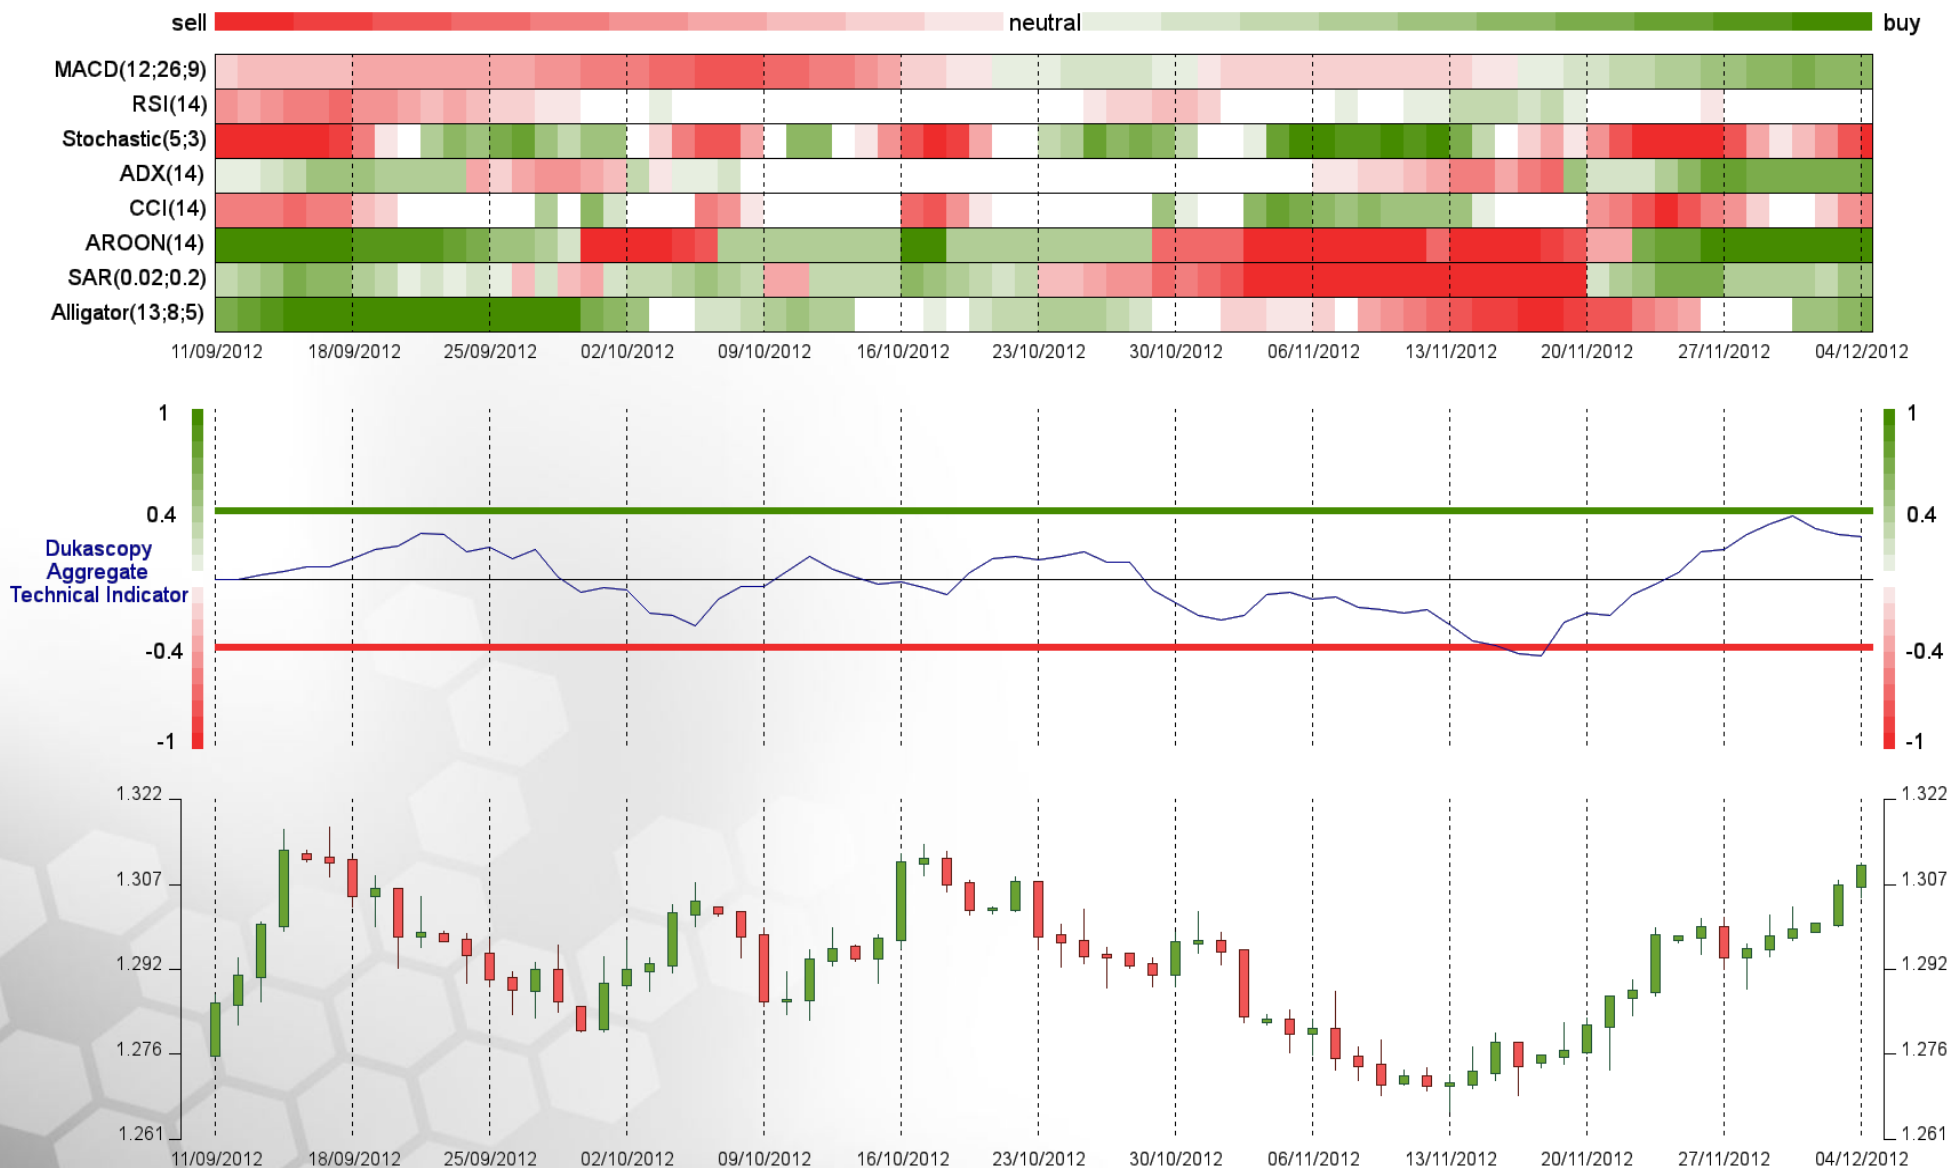 sell neutral buy
MACD(12;26;9)
RSI(14)
Stochastic(5;3)
ADX(14)
CCI(14)
AROON(14)
SAR(0.02;0.2)
Alligator(13;8;5)
11/09/2012 18/09/2012 25/09/2012 02/10/2012 09/10/2012 16/10/2012 23/10/2012 30/10/2012 06/11/2012 13/11/2012 20/11/2012 27/11/2012 04/12/2012
1 1
0.4 0.4
Dukascopy
Aggregate
Technical Indicator
-0.4 -0.4
-1 -1
1.322 1.322
1.307 1.307
1.292 1.292
1.276 1.276
1.261 1.261
11/09/2012 18/09/2012 25/09/2012 02/10/2012 09/10/2012 16/10/2012 23/10/2012 30/10/2012 06/11/2012 13/11/2012 20/11/2012 27/11/2012 04/12/2012